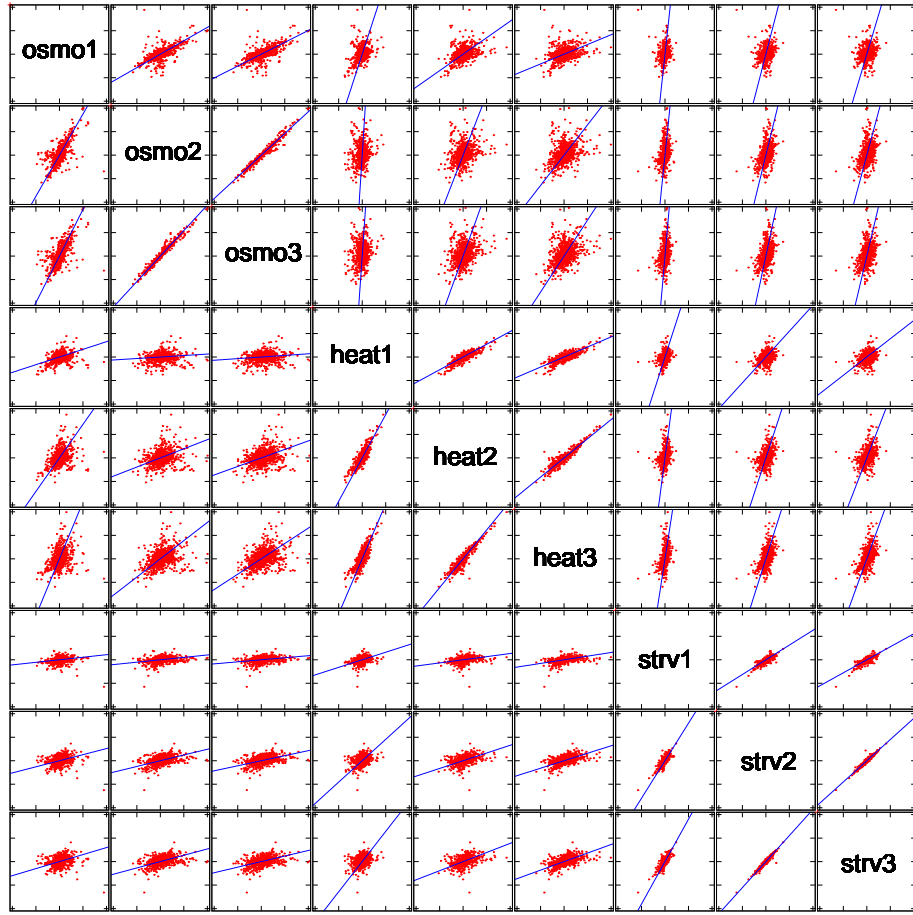 osmo1
osmo2
osmo3
heat1
heat2
heat3
strv1
strv2
strv3